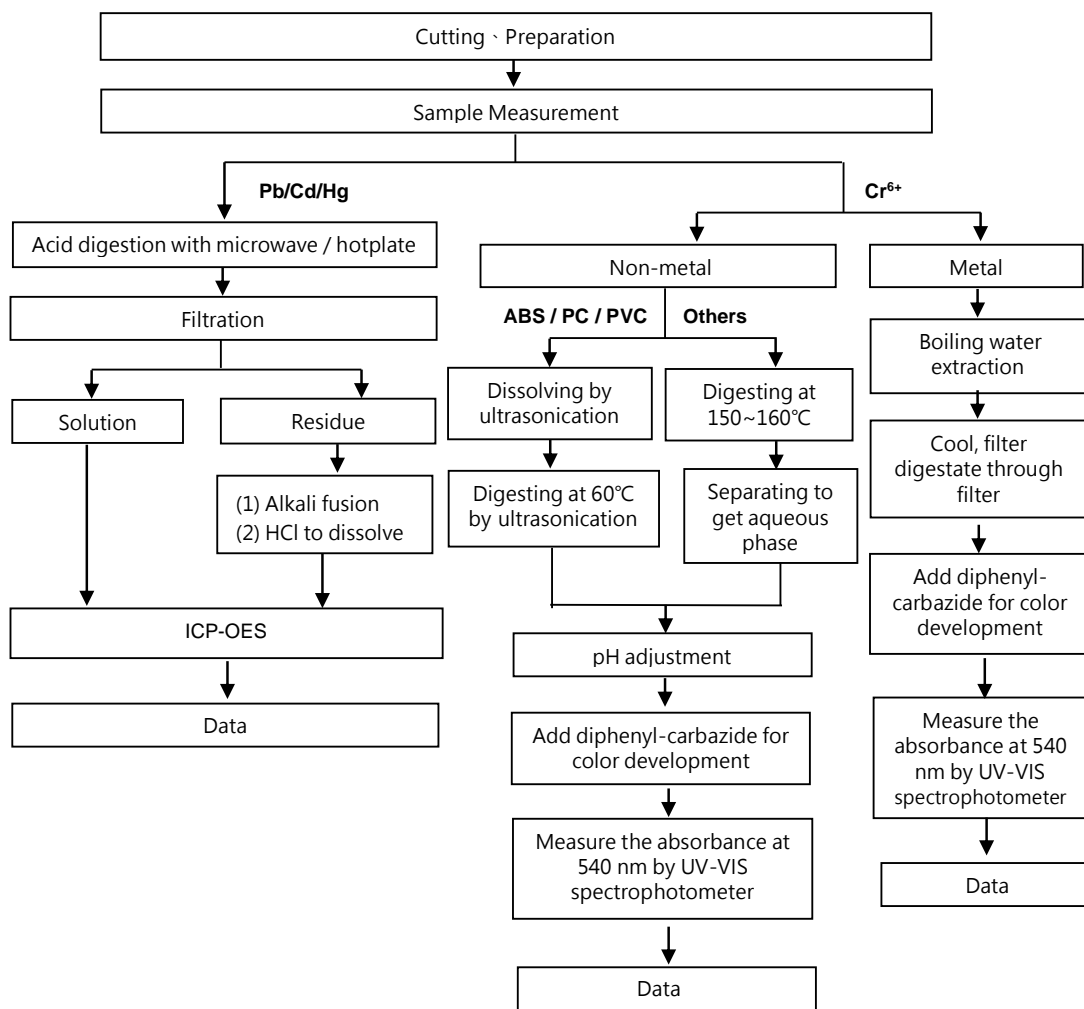 Cutting、Preparation
Sample Measurement
Pb/Cd/Hg
Cr⁶⁺
Acid digestion with microwave / hotplate
Non-metal
Metal
Filtration
ABS / PC / PVC
Others
Boiling water
extraction
Solution
Residue
Dissolving by
ultrasonication
Digesting at
150~160℃
Cool, filter
digestate through
filter
(1) Alkali fusion
(2) HCl to dissolve
Digesting at 60℃
by ultrasonication
Separating to
get aqueous
phase
Add diphenyl-
carbazide for color
development
ICP-OES
pH adjustment
Data
Add diphenyl-carbazide for
color development
Measure the
absorbance at 540
nm by UV-VIS
spectrophotometer
Measure the absorbance at
540 nm by UV-VIS
spectrophotometer
Data
Data